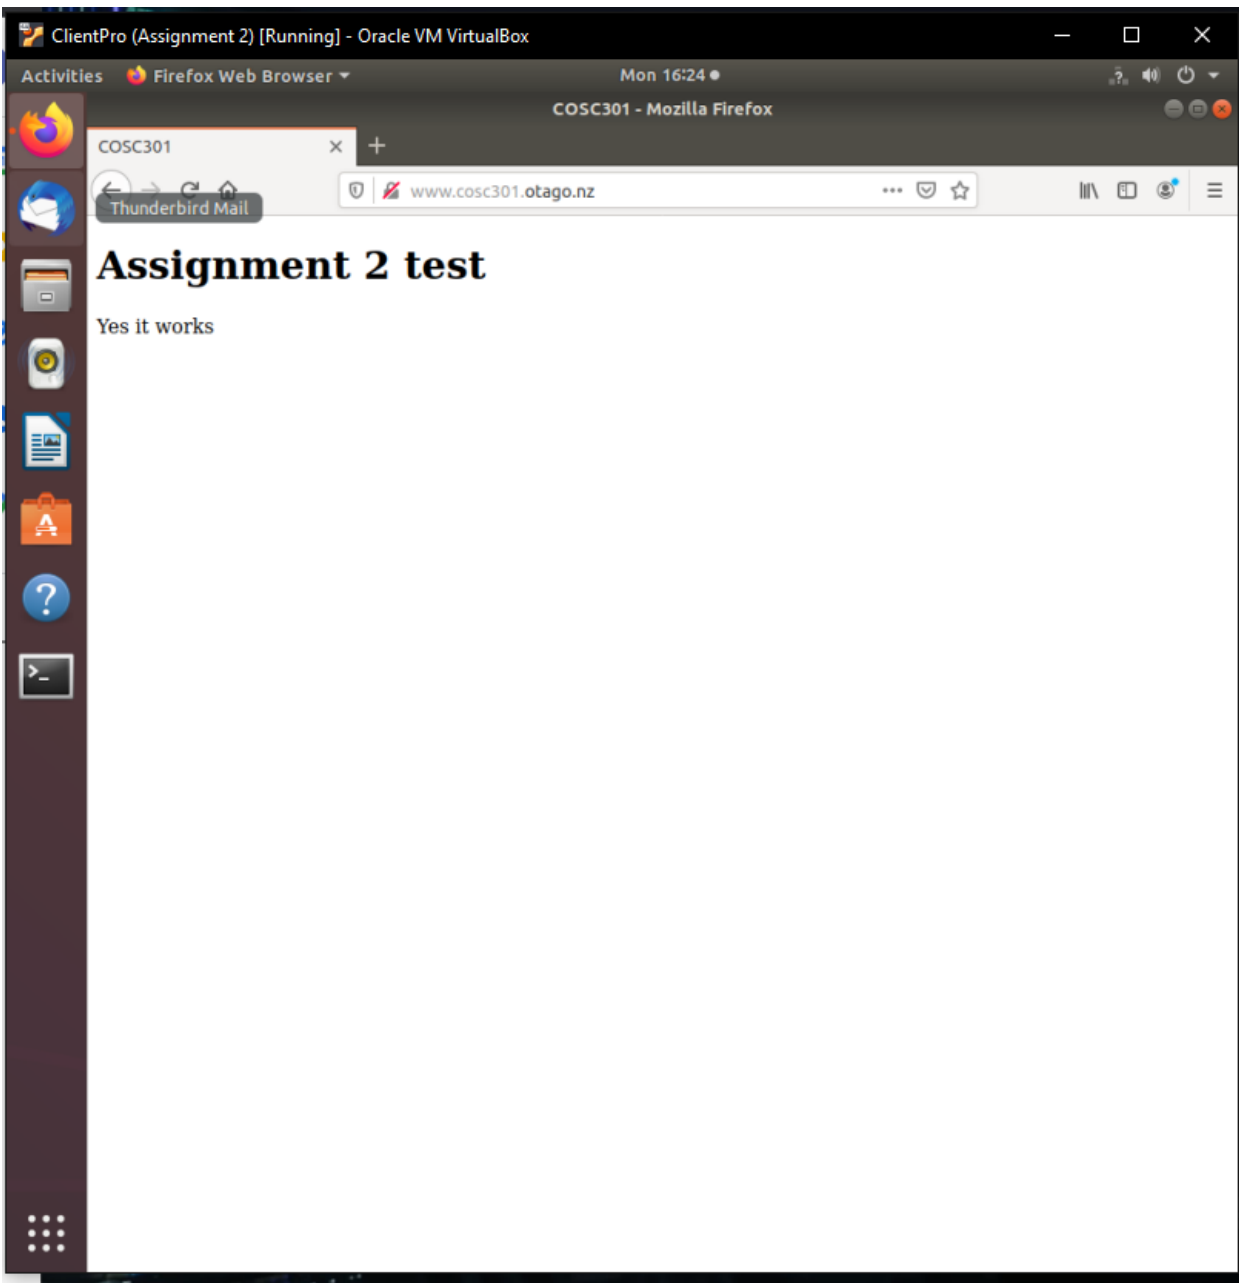 ClientPro (Assignment 2) [Running] - Oracle VM VirtualBox
Activities Firefox Web Browser Mon 16:24
COSC301 - Mozilla Firefox
COSC301
www.cosc301.otago.nz
Thunderbird Mail
Assignment 2 test
Yes it works